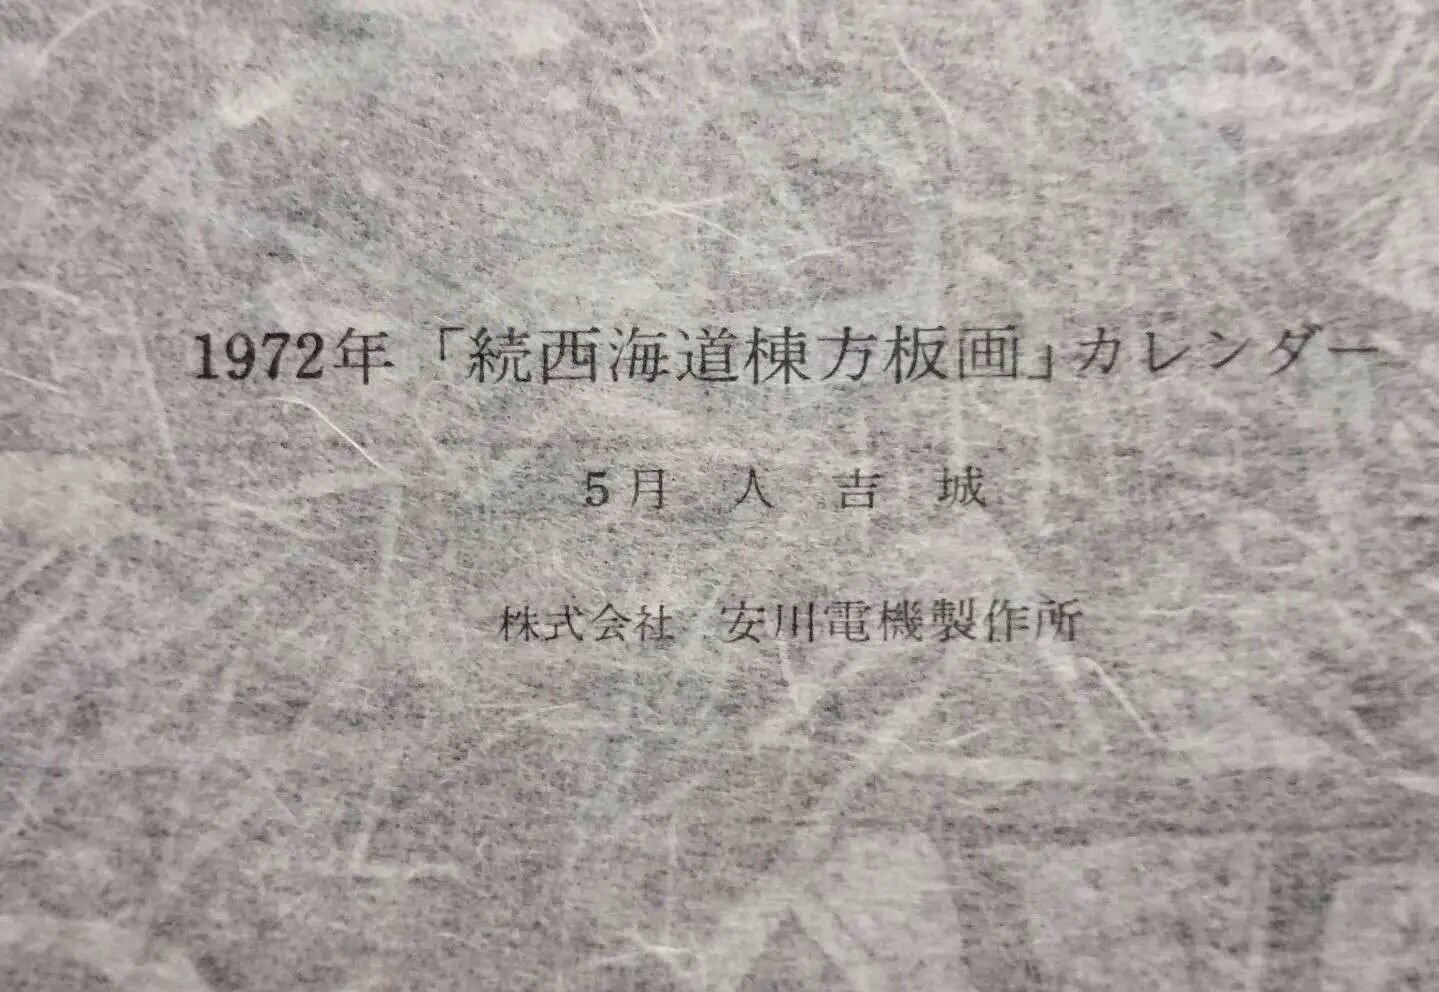 1972年「続西海道棟方板画」カレンダー
5月 人吉城
株式会社 安川電機製作所